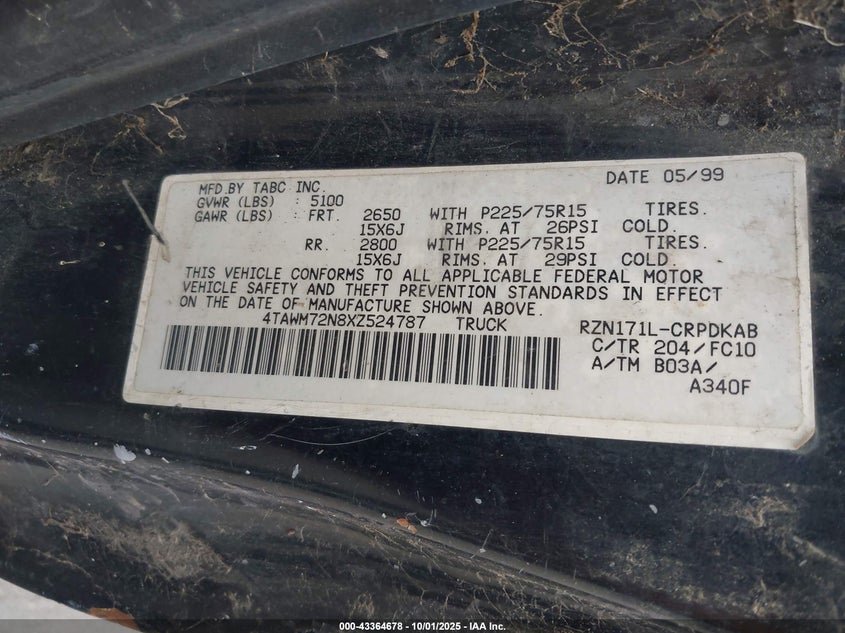 MFD.BY TABC INC. DATE 05/99
GVWR (LBS) : 5100
GAWR (LBS) : FRT. 2650 WITH P225/75R15 TIRES.
15X6J RIMS. AT 26PSI COLD.
RR. 2800 WITH P225/75R15 TIRES.
15X6J RIMS. AT 29PSI COLD.
THIS VEHICLE CONFORMS TO ALL APPLICABLE FEDERAL MOTOR
VEHICLE SAFETY AND THEFT PREVENTION STANDARDS IN EFFECT
ON THE DATE OF MANUFACTURE SHOWN ABOVE.
4TAWM72N8XZ524787 TRUCK RZN171L-CRPDKAB
C/TR 204/FC10
A/TM B03A/
A340F
000-43364678 - 10/01/2025 - IAA Inc.